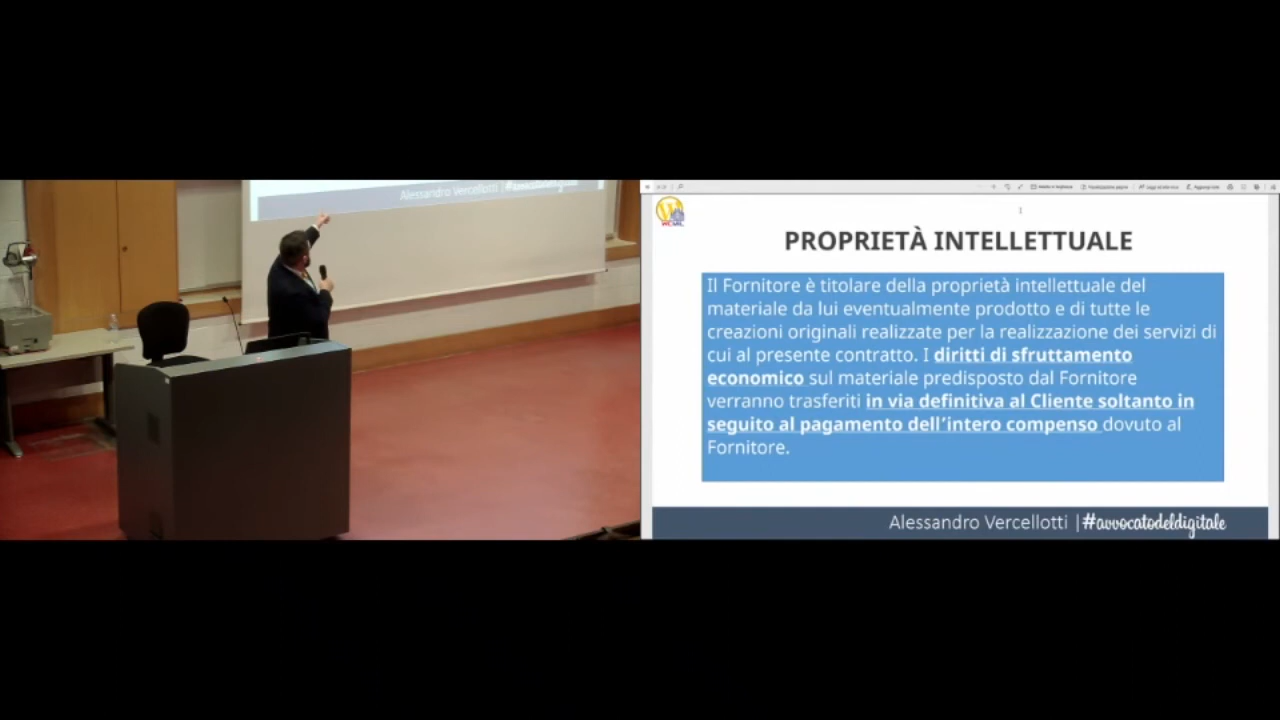 Alessandro Vercellotti | #avvocatodeldigitale
PROPRIETÀ INTELLETTUALE
Il Fornitore è titolare della proprietà intellettuale del
materiale da lui eventualmente prodotto e di tutte le
creazioni originali realizzate per la realizzazione dei servizi di
cui al presente contratto. I diritti di sfruttamento
economico sul materiale predisposto dal Fornitore
verranno trasferiti in via definitiva al Cliente soltanto in
seguito al pagamento dell’intero compenso dovuto al
Fornitore.
Alessandro Vercellotti | #avvocatodeldigitale